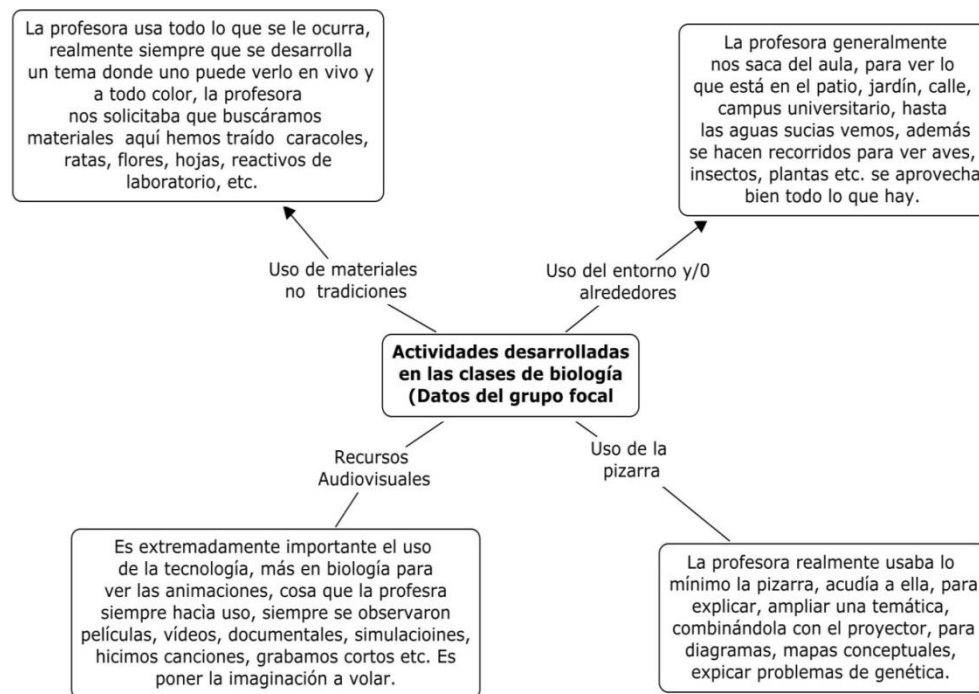 La profesora usa todo lo que se le ocurra,
realmente siempre que se desarrolla
un tema donde uno puede verlo en vivo y
a todo color, la profesora
nos solicitaba que buscáramos
materiales aquí hemos traído caracoles,
ratas, flores, hojas, reactivos de
laboratorio, etc.
La profesora generalmente
nos saca del aula, para ver lo
que está en el patio, jardín, calle,
campus universitario, hasta
las aguas sucias vemos, además
se hacen recorridos para ver aves,
insectos, plantas etc. se aprovecha
bien todo lo que hay.
Uso de materiales
no tradiciones
Uso del entorno y/0
alrededores
Actividades desarrolladas
en las clases de biología
(Datos del grupo focal
Recursos
Audiovisuales
Uso de la
pizarra
Es extremadamente importante el uso
de la tecnología, más en biología para
ver las animaciones, cosa que la profesra
siempre hacìa uso, siempre se observaron
películas, vídeos, documentales, simulacioines,
hicimos canciones, grabamos cortos etc. Es
poner la imaginación a volar.
La profesora realmente usaba lo
mínimo la pizarra, acudía a ella, para
explicar, ampliar una temática,
combinándola con el proyector, para
diagramas, mapas conceptuales,
expicar problemas de genética.